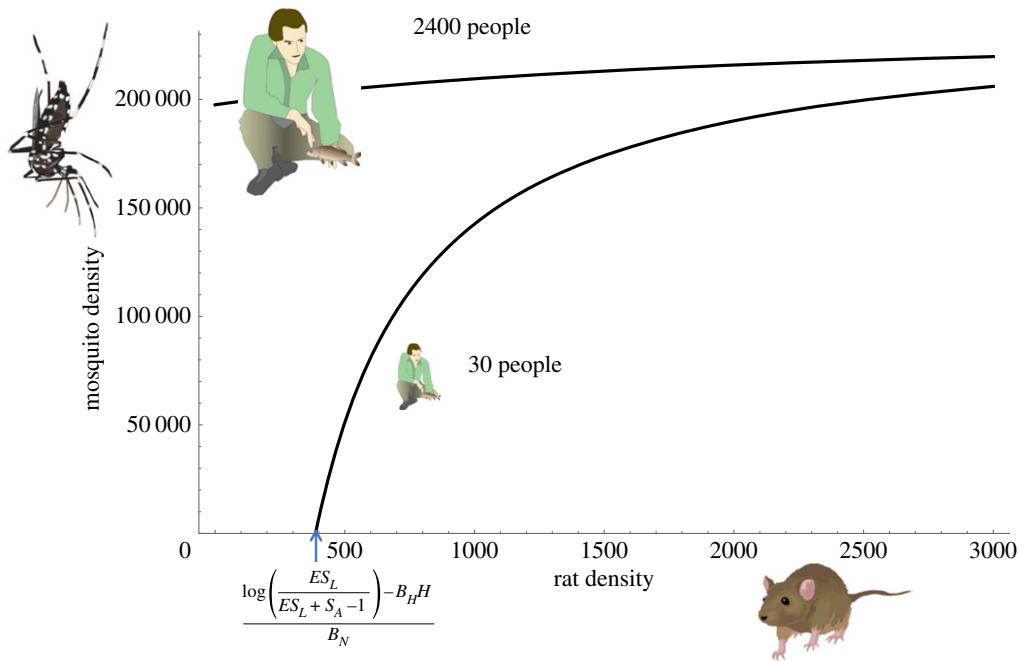 2400 people
200 000
150 000
100 000
50 000
mosquito density
30 people
0
500
1000
1500
2000
2500
3000
rat density
log(ES_L / (ES_L + S_A − 1)) − B_H H
B_N